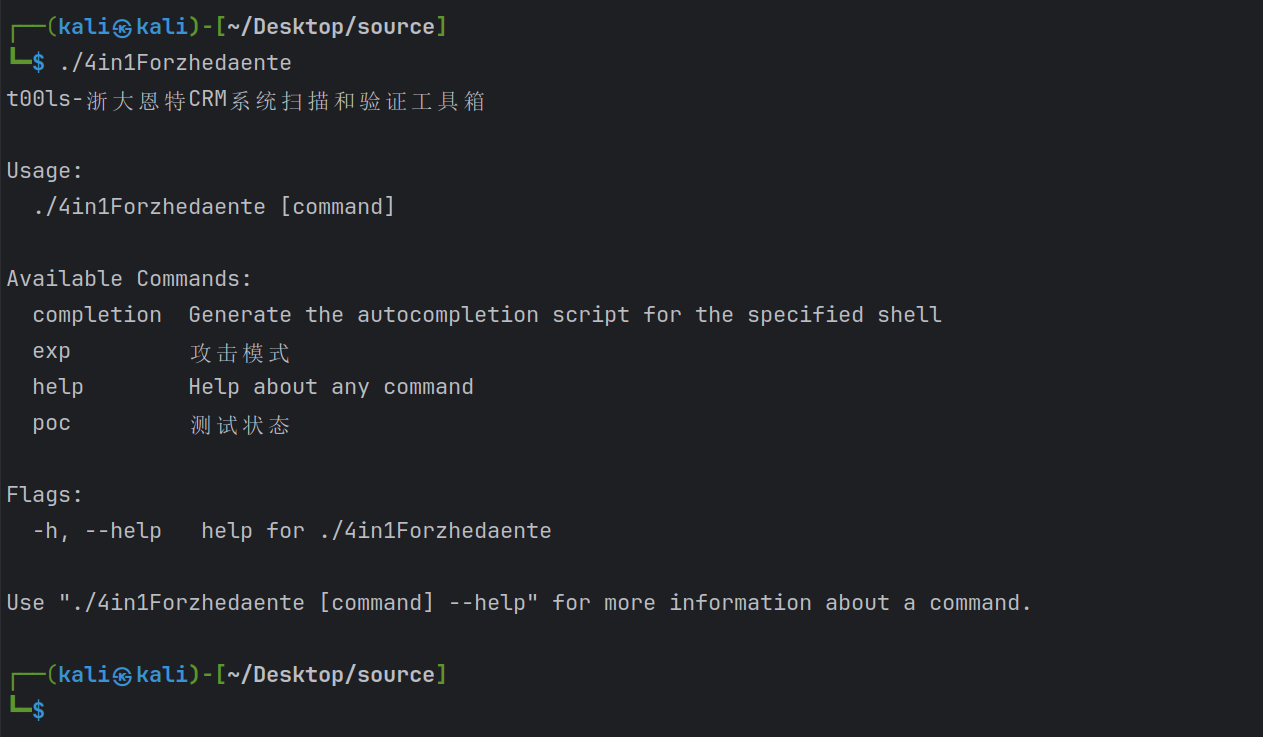 ┌──(kali㉿kali)-[~/Desktop/source]
└─$ ./4in1Forzhedaente
t00ls-浙大恩特CRM系统扫描和验证工具箱
Usage:
./4in1Forzhedaente [command]
Available Commands:
completion  Generate the autocompletion script for the specified shell
exp         攻击模式
help        Help about any command
poc         测试状态
Flags:
-h, --help   help for ./4in1Forzhedaente
Use "./4in1Forzhedaente [command] --help" for more information about a command.
┌──(kali㉿kali)-[~/Desktop/source]
└─$